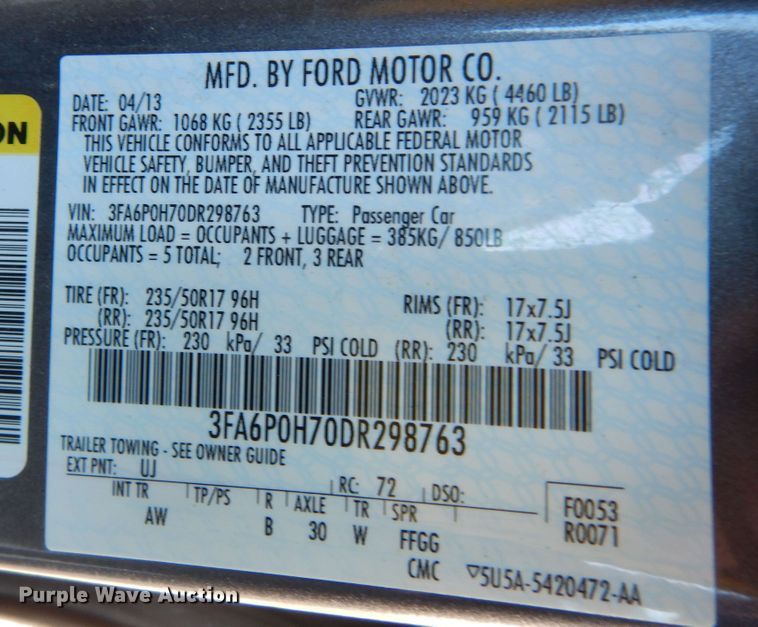 MFD. BY FORD MOTOR CO.
DATE: 04/13 GVWR: 2023 KG ( 4460 LB)
FRONT GAWR: 1068 KG ( 2355 LB) REAR GAWR: 959 KG ( 2115 LB)
THIS VEHICLE CONFORMS TO ALL APPLICABLE FEDERAL MOTOR
VEHICLE SAFETY, BUMPER, AND THEFT PREVENTION STANDARDS
IN EFFECT ON THE DATE OF MANUFACTURE SHOWN ABOVE.
VIN: 3FA6P0H70DR298763 TYPE: Passenger Car
MAXIMUM LOAD = OCCUPANTS + LUGGAGE = 385KG/ 850LB
OCCUPANTS = 5 TOTAL; 2 FRONT, 3 REAR
TIRE (FR): 235/50R17 96H RIMS (FR): 17x7.5J
(RR): 235/50R17 96H (RR): 17x7.5J
PRESSURE (FR): 230 kPa/ 33 PSI COLD (RR): 230 kPa/ 33 PSI COLD
3FA6P0H70DR298763
TRAILER TOWING - SEE OWNER GUIDE
EXT PNT: UJ RC: 72 DSO: F0053
INT TR TP/PS R AXLE TR SPR R0071
AW B 30 W FFGG
CMC ▽5U5A-5420472-AA
ON
Purple Wave Auction